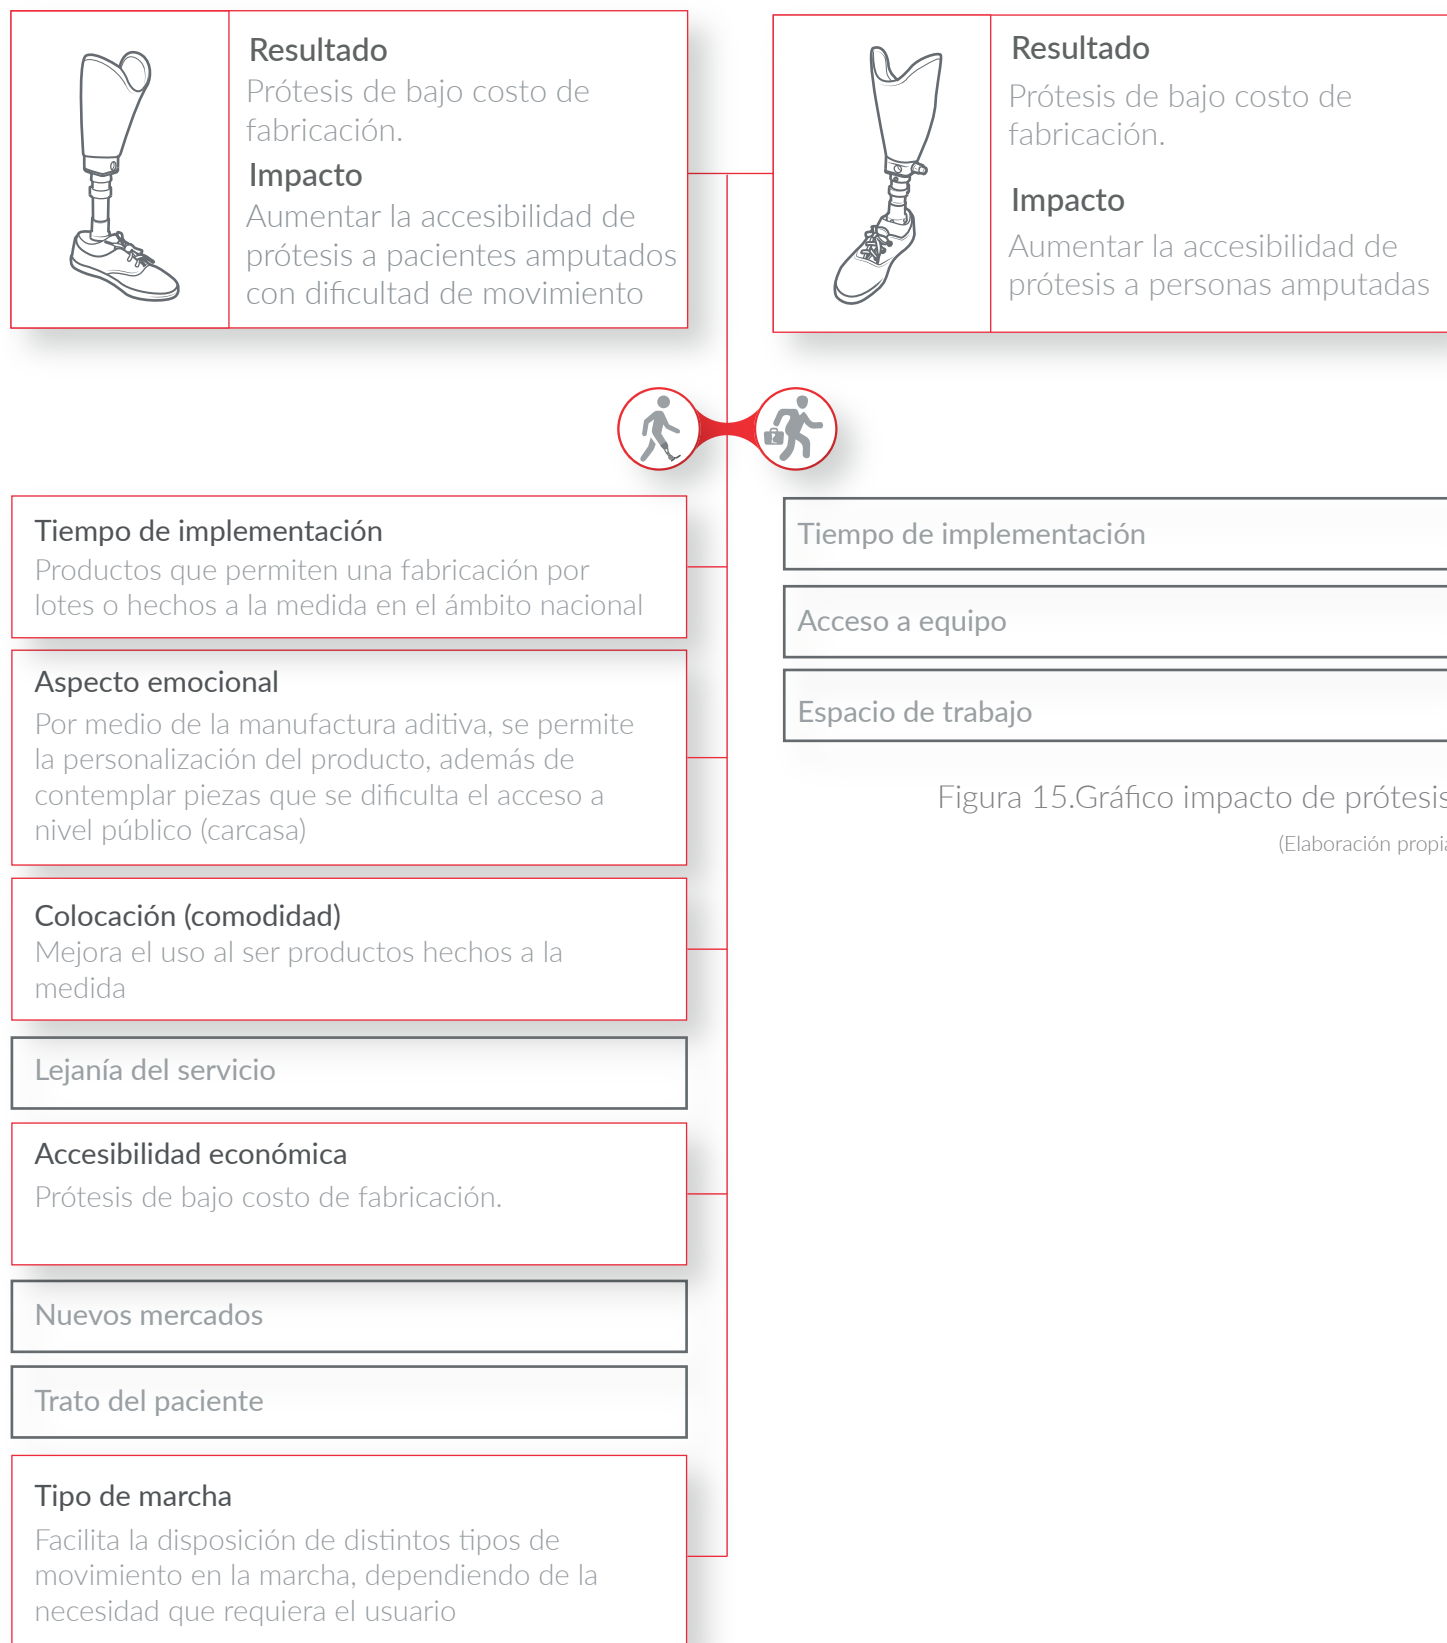 Resultado
Prótesis de bajo costo de
fabricación.
Impacto
Aumentar la accesibilidad de
prótesis a pacientes amputados
con dificultad de movimiento
Resultado
Prótesis de bajo costo de
fabricación.
Impacto
Aumentar la accesibilidad de
prótesis a personas amputadas
Tiempo de implementación
Productos que permiten una fabricación por
lotes o hechos a la medida en el ámbito nacional
Aspecto emocional
Por medio de la manufactura aditiva, se permite
la personalización del producto, además de
contemplar piezas que se dificulta el acceso a
nivel público (carcasa)
Colocación (comodidad)
Mejora el uso al ser productos hechos a la
medida
Lejanía del servicio
Accesibilidad económica
Prótesis de bajo costo de fabricación.
Nuevos mercados
Trato del paciente
Tipo de marcha
Facilita la disposición de distintos tipos de
movimiento en la marcha, dependiendo de la
necesidad que requiera el usuario
Tiempo de implementación
Acceso a equipo
Espacio de trabajo
Figura 15.Gráfico impacto de prótesis
(Elaboración propia